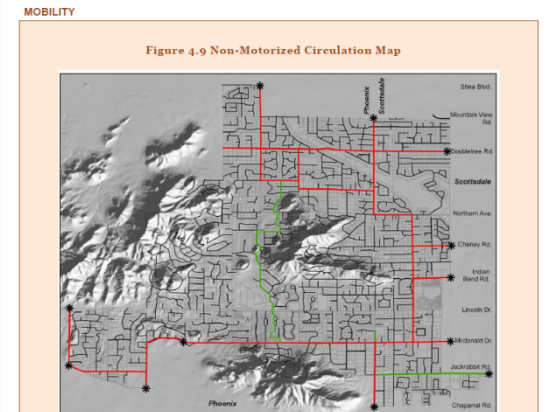 MOBILITY
Figure 4.9 Non-Motorized Circulation Map
Phoenix
Scottsdale
Shea Blvd.
Mountain View
Rd.
Doubletree Rd.
Scottsdale
Northern Ave.
Cheney Rd.
Indian
Bend Rd.
Lincoln Dr.
Mcdonald Dr.
Jackrabbit Rd.
Phoenix
Chaparral Rd.